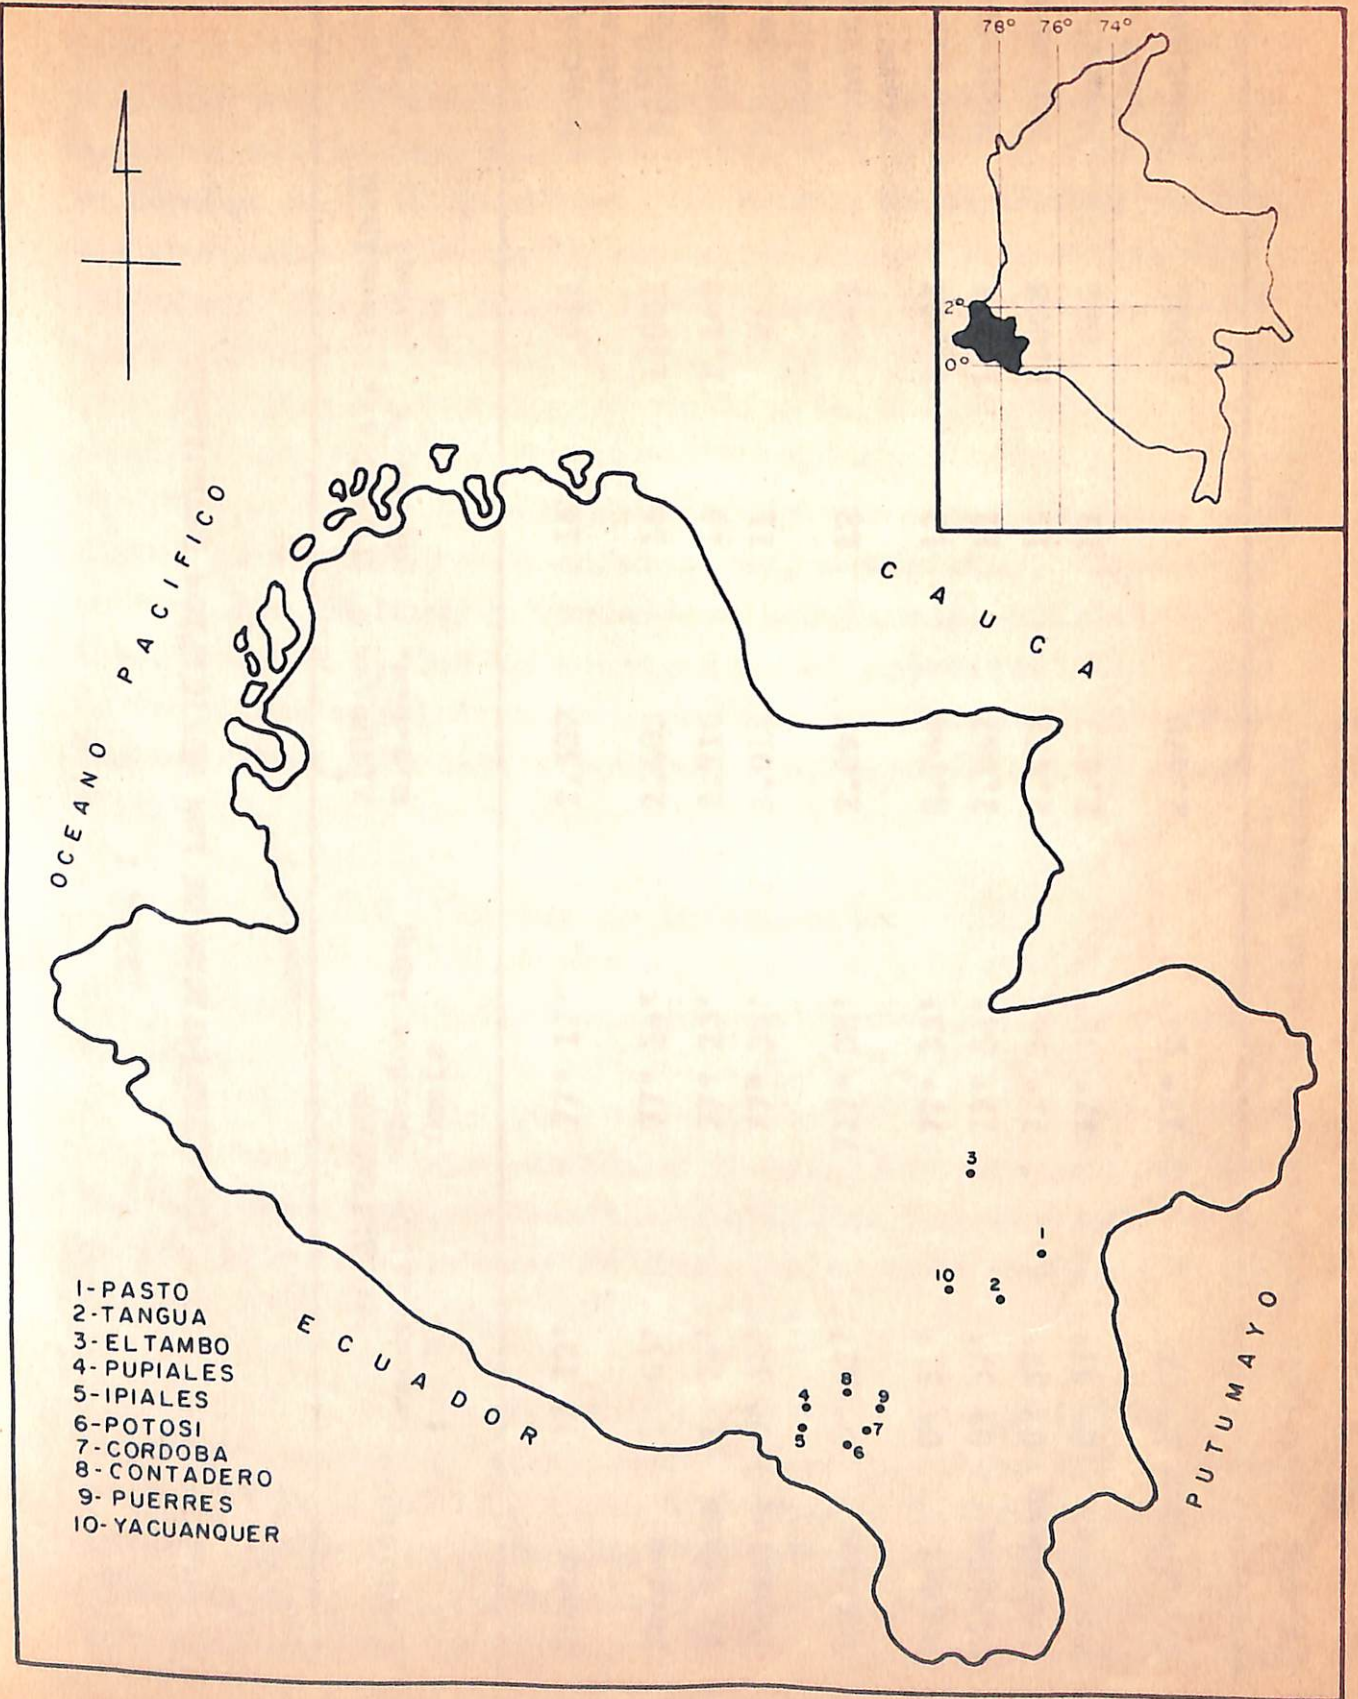 78° 76° 74°
2°
0°
OCEANO PACIFICO
CAUCA
3
1
10 2
8
4 9
7
5 6
ECUADOR
PUTUMAYO
1-PASTO
2-TANGUA
3-EL TAMBO
4-PUPIALES
5-IPIALES
6-POTOSI
7-CORDOBA
8-CONTADERO
9-PUERRES
10-YACUANQUER